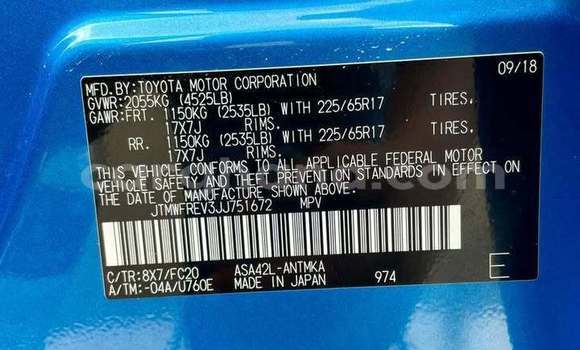 MFD.BY:TOYOTA MOTOR CORPORATION 09/18
GVWR:2055KG (4525LB)
GAWR:FRT. 1150KG (2535LB) WITH 225/65R17 TIRES.
17X7J RIMS.
RR. 1150KG (2535LB) WITH 225/65R17 TIRES.
17X7J RIMS.
THIS VEHICLE CONFORMS TO ALL APPLICABLE FEDERAL MOTOR
VEHICLE SAFETY AND THEFT PREVENTION STANDARDS IN EFFECT ON
THE DATE OF MANUFACTURE SHOWN ABOVE.
JTMWFREV3JJ751672 MPV
C/TR:8X7/FC20 ASA42L-ANTMKA
A/TM:-04A/U760E MADE IN JAPAN 974 E